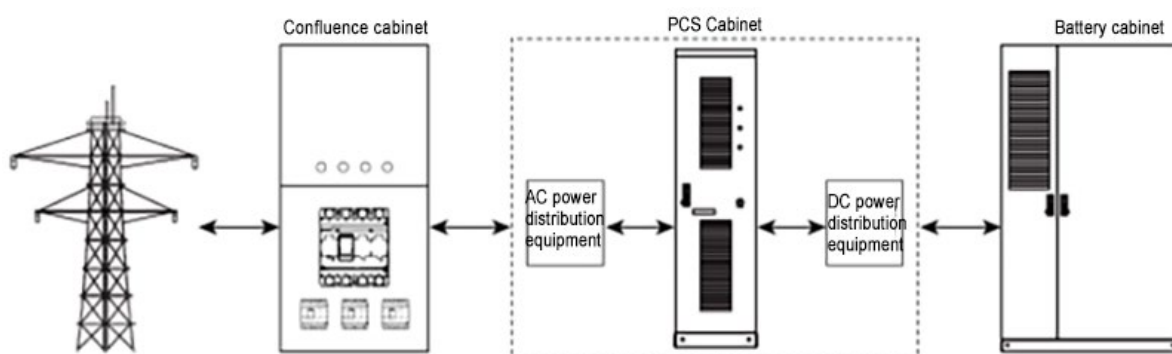 Confluence cabinet
PCS Cabinet
Battery cabinet
AC power
distribution
equipment
DC power
distribution
equipment